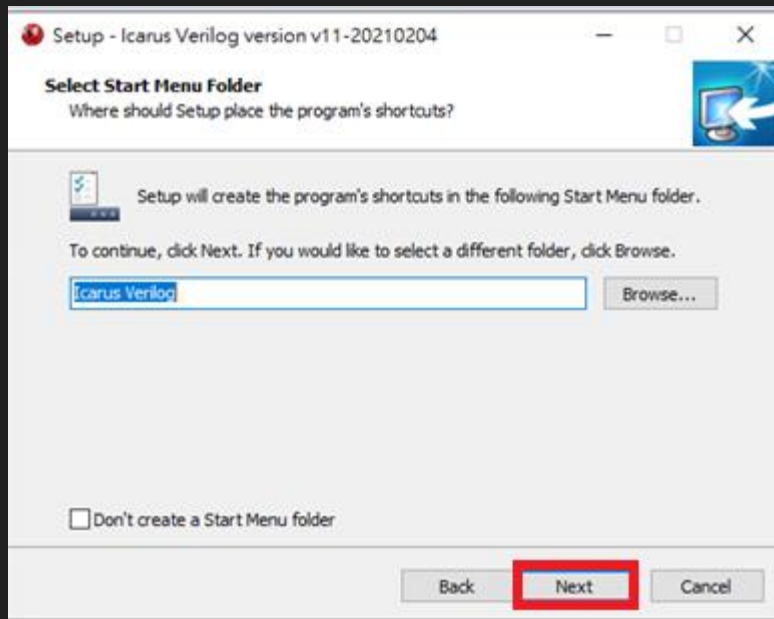 Setup - Icarus Verilog version v11-20210204
Select Start Menu Folder
Where should Setup place the program's shortcuts?
Setup will create the program's shortcuts in the following Start Menu folder.
To continue, click Next. If you would like to select a different folder, click Browse.
Icarus Verilog
Browse...
Don't create a Start Menu folder
Back
Next
Cancel